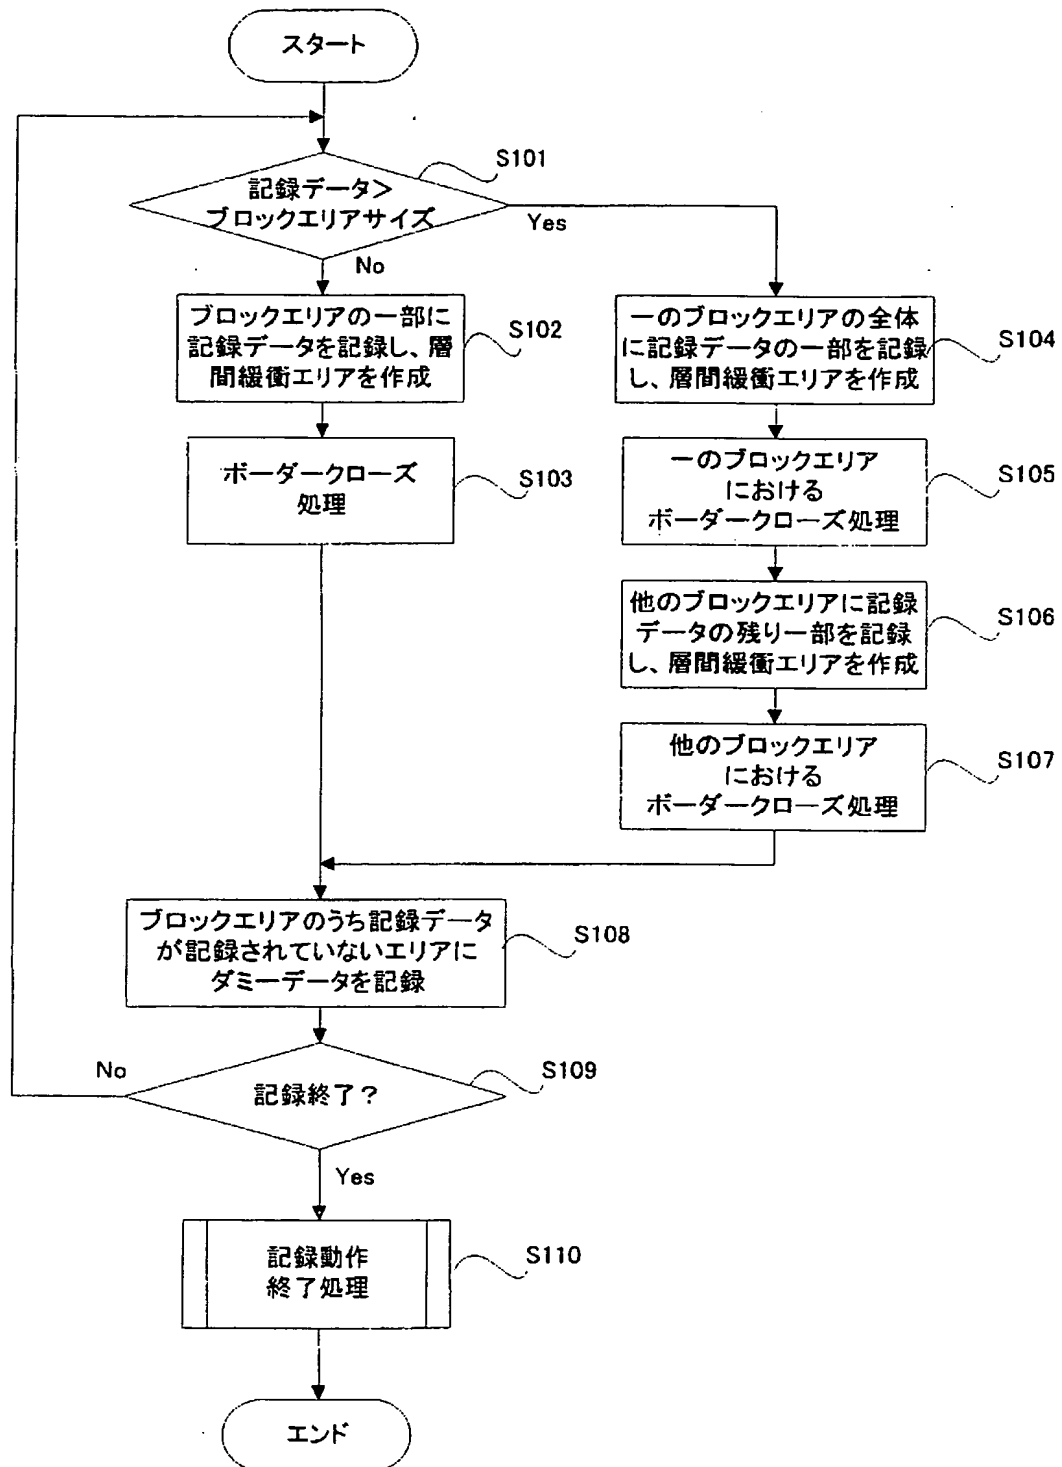 スタート
記録データ>
ブロックエリアサイズ
S101
Yes
No
ブロックエリアの一部に
記録データを記録し、層
間緩衝エリアを作成
S102
一のブロックエリアの全体
に記録データの一部を記録
し、層間緩衝エリアを作成
S104
ボーダークローズ
処理
S103
一のブロックエリア
における
ボーダークローズ処理
S105
他のブロックエリアに記録
データの残り一部を記録
し、層間緩衝エリアを作成
S106
他のブロックエリア
における
ボーダークローズ処理
S107
ブロックエリアのうち記録データ
が記録されていないエリアに
ダミーデータを記録
S108
No
記録終了?
S109
Yes
記録動作
終了処理
S110
エンド